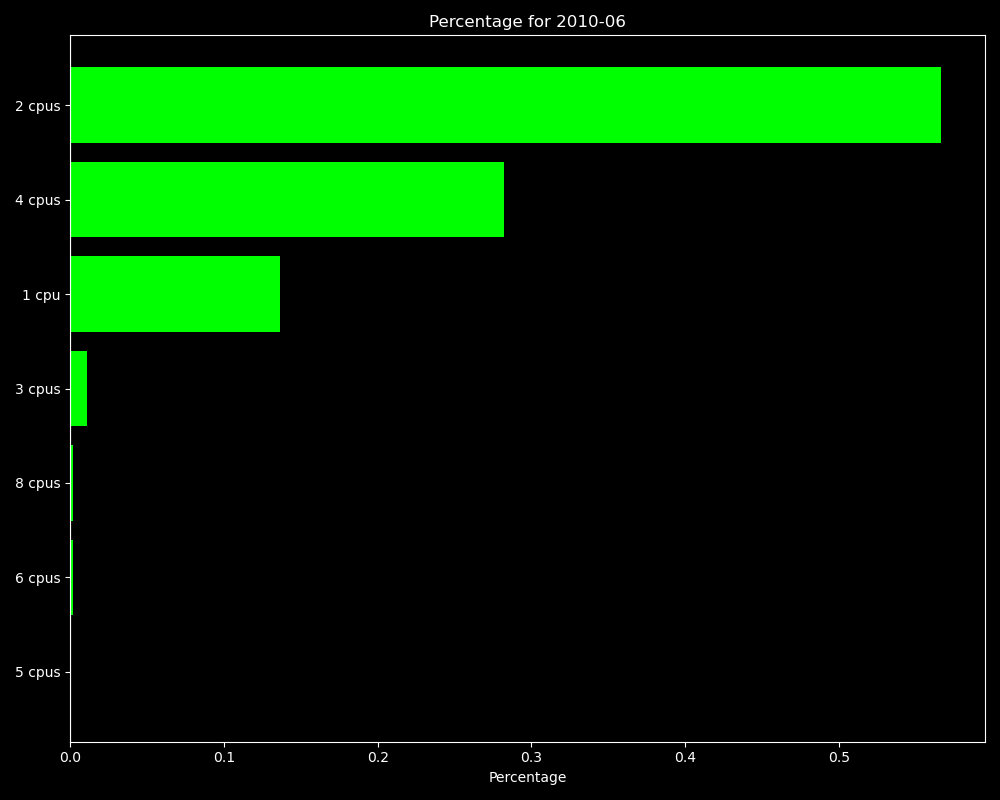 Percentage for 2010-06
2 cpus
4 cpus
1 cpu
3 cpus
8 cpus
6 cpus
5 cpus
0.0 0.1 0.2 0.3 0.4 0.5
Percentage